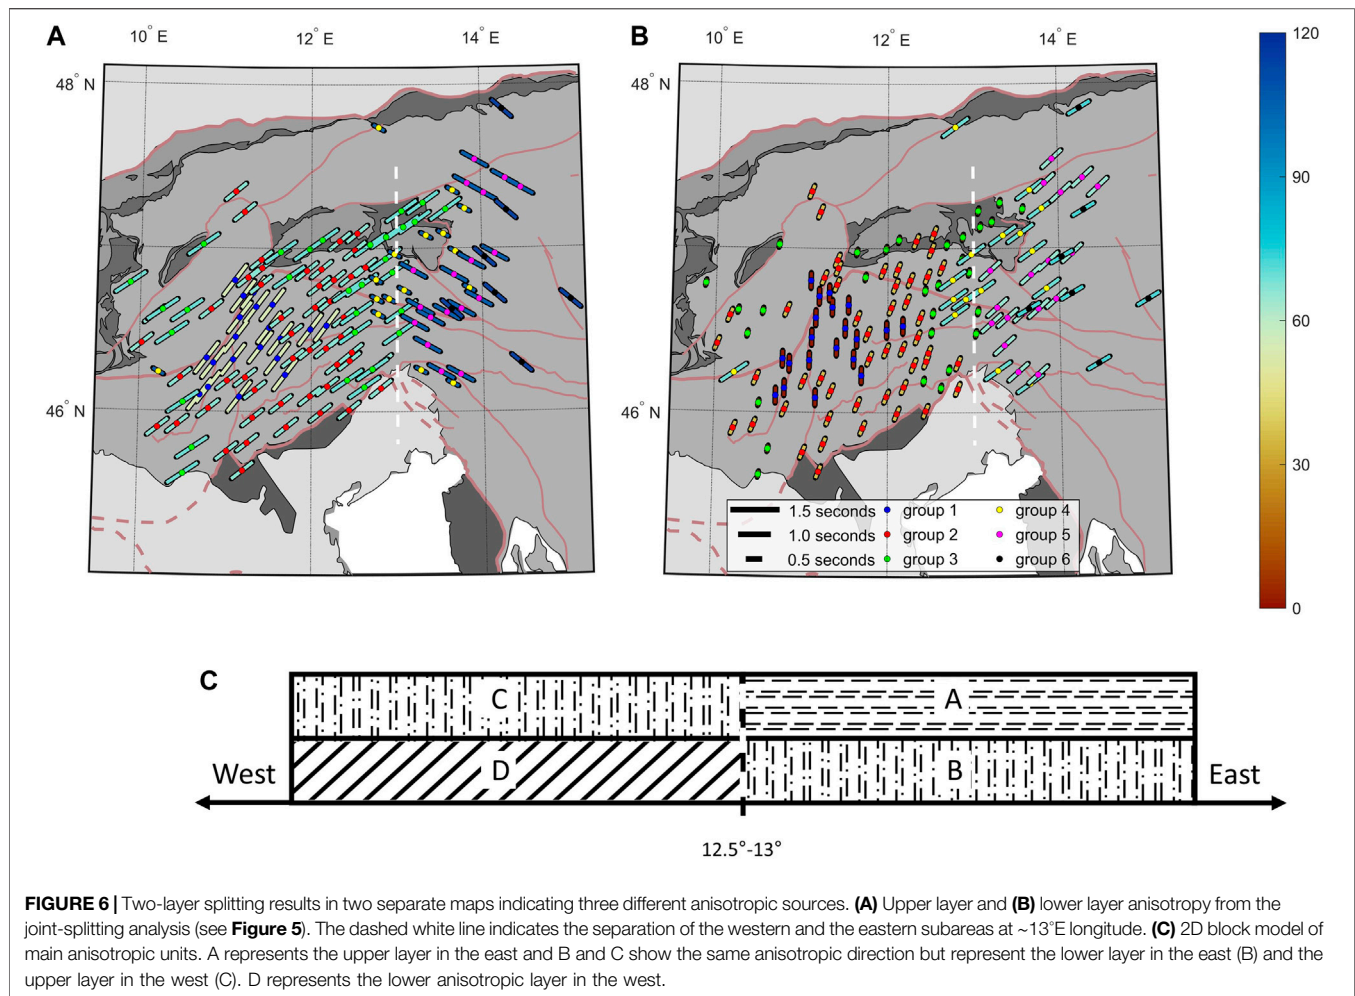 A
10° E
12° E
14° E
48° N
46° N
B
10° E
12° E
14° E
48° N
46° N
1.5 seconds
1.0 seconds
0.5 seconds
group 1
group 2
group 3
group 4
group 5
group 6
120
90
60
30
0
C
C
A
D
B
West
East
12.5°-13°
FIGURE 6 | Two-layer splitting results in two separate maps indicating three different anisotropic sources. (A) Upper layer and (B) lower layer anisotropy from the
joint-splitting analysis (see Figure 5). The dashed white line indicates the separation of the western and the eastern subareas at ~13°E longitude. (C) 2D block model of
main anisotropic units. A represents the upper layer in the east and B and C show the same anisotropic direction but represent the lower layer in the east (B) and the
upper layer in the west (C). D represents the lower anisotropic layer in the west.